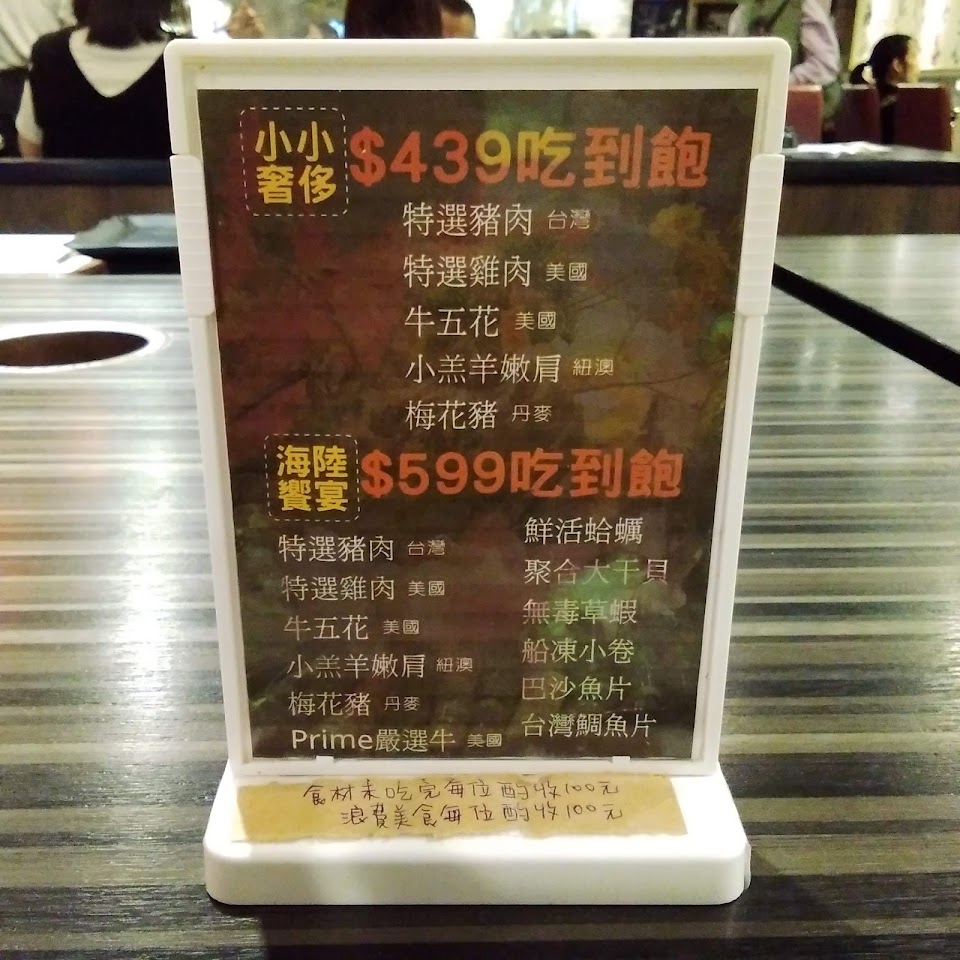 小小
奢侈
$439吃到飽
特選豬肉 台灣
特選雞肉 美國
牛五花 美國
小羔羊嫩肩 紐澳
梅花豬 丹麥
海陸
饗宴
$599吃到飽
特選豬肉 台灣
特選雞肉 美國
牛五花 美國
小羔羊嫩肩 紐澳
梅花豬 丹麥
Prime嚴選牛 美國
鮮活蛤蠣
聚合大干貝
無毒草蝦
船凍小卷
巴沙魚片
台灣鯛魚片
食材未吃完每位酌收100元
浪費美食每位酌收100元